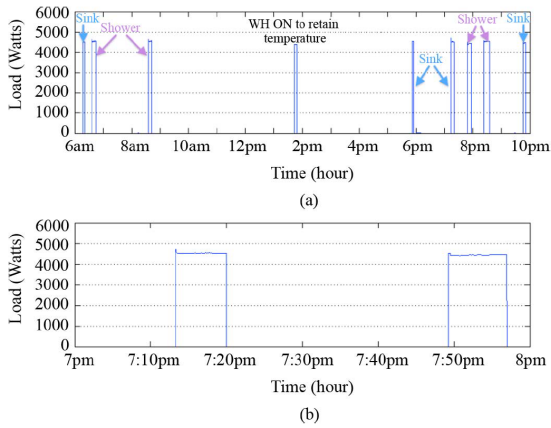 6000
5000
4000
3000
2000
1000
0
Load (Watts)
Sink
Shower
WH ON to retain
temperature
Sink
Shower
Sink
6am 8am 10am 12pm 2pm 6pm 8pm 10pm
Time (hour)
(a)
6000
5000
4000
3000
2000
1000
0
Load (Watts)
7pm 7:10pm 7:20pm 7:30pm 7:40pm 7:50pm 8pm
Time (hour)
(b)